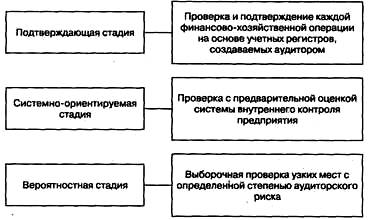 Подтверждающая стадия
Проверка и подтверждение каждой
финансово-хозяйственной операции
на основе учетных регистров,
создаваемых аудитором
Системно-ориентируемая
стадия
Проверка с предварительной оценкой
системы внутреннего контроля
предприятия
Вероятностная стадия
Выборочная проверка узких мест с
определенной степенью аудиторского
риска